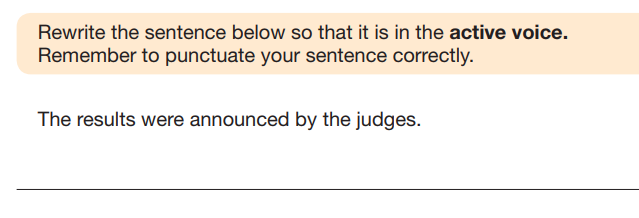 Rewrite the sentence below so that it is in the active voice.
Remember to punctuate your sentence correctly.
The results were announced by the judges.